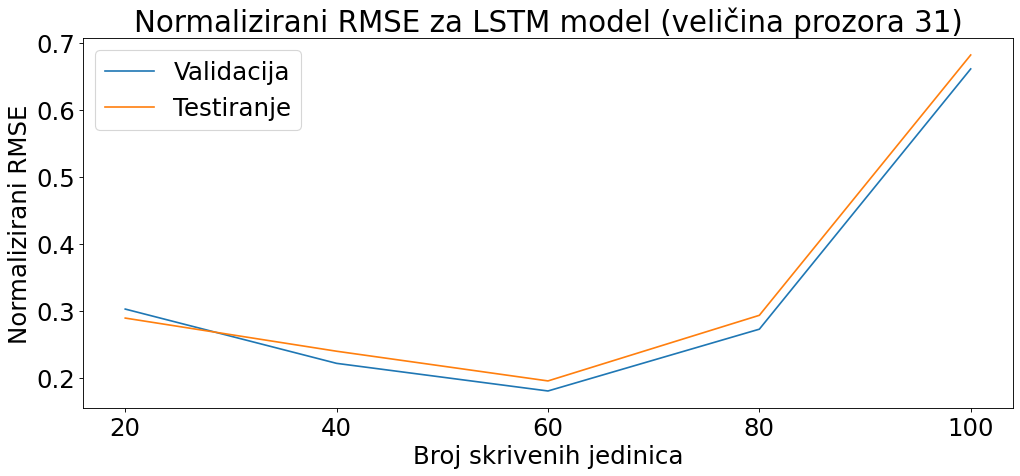 Normalizirani RMSE za LSTM model (veličina prozora 31)
Validacija
Testiranje
Normalizirani RMSE
0.7
0.6
0.5
0.4
0.3
0.2
20 40 60 80 100
Broj skrivenih jedinica